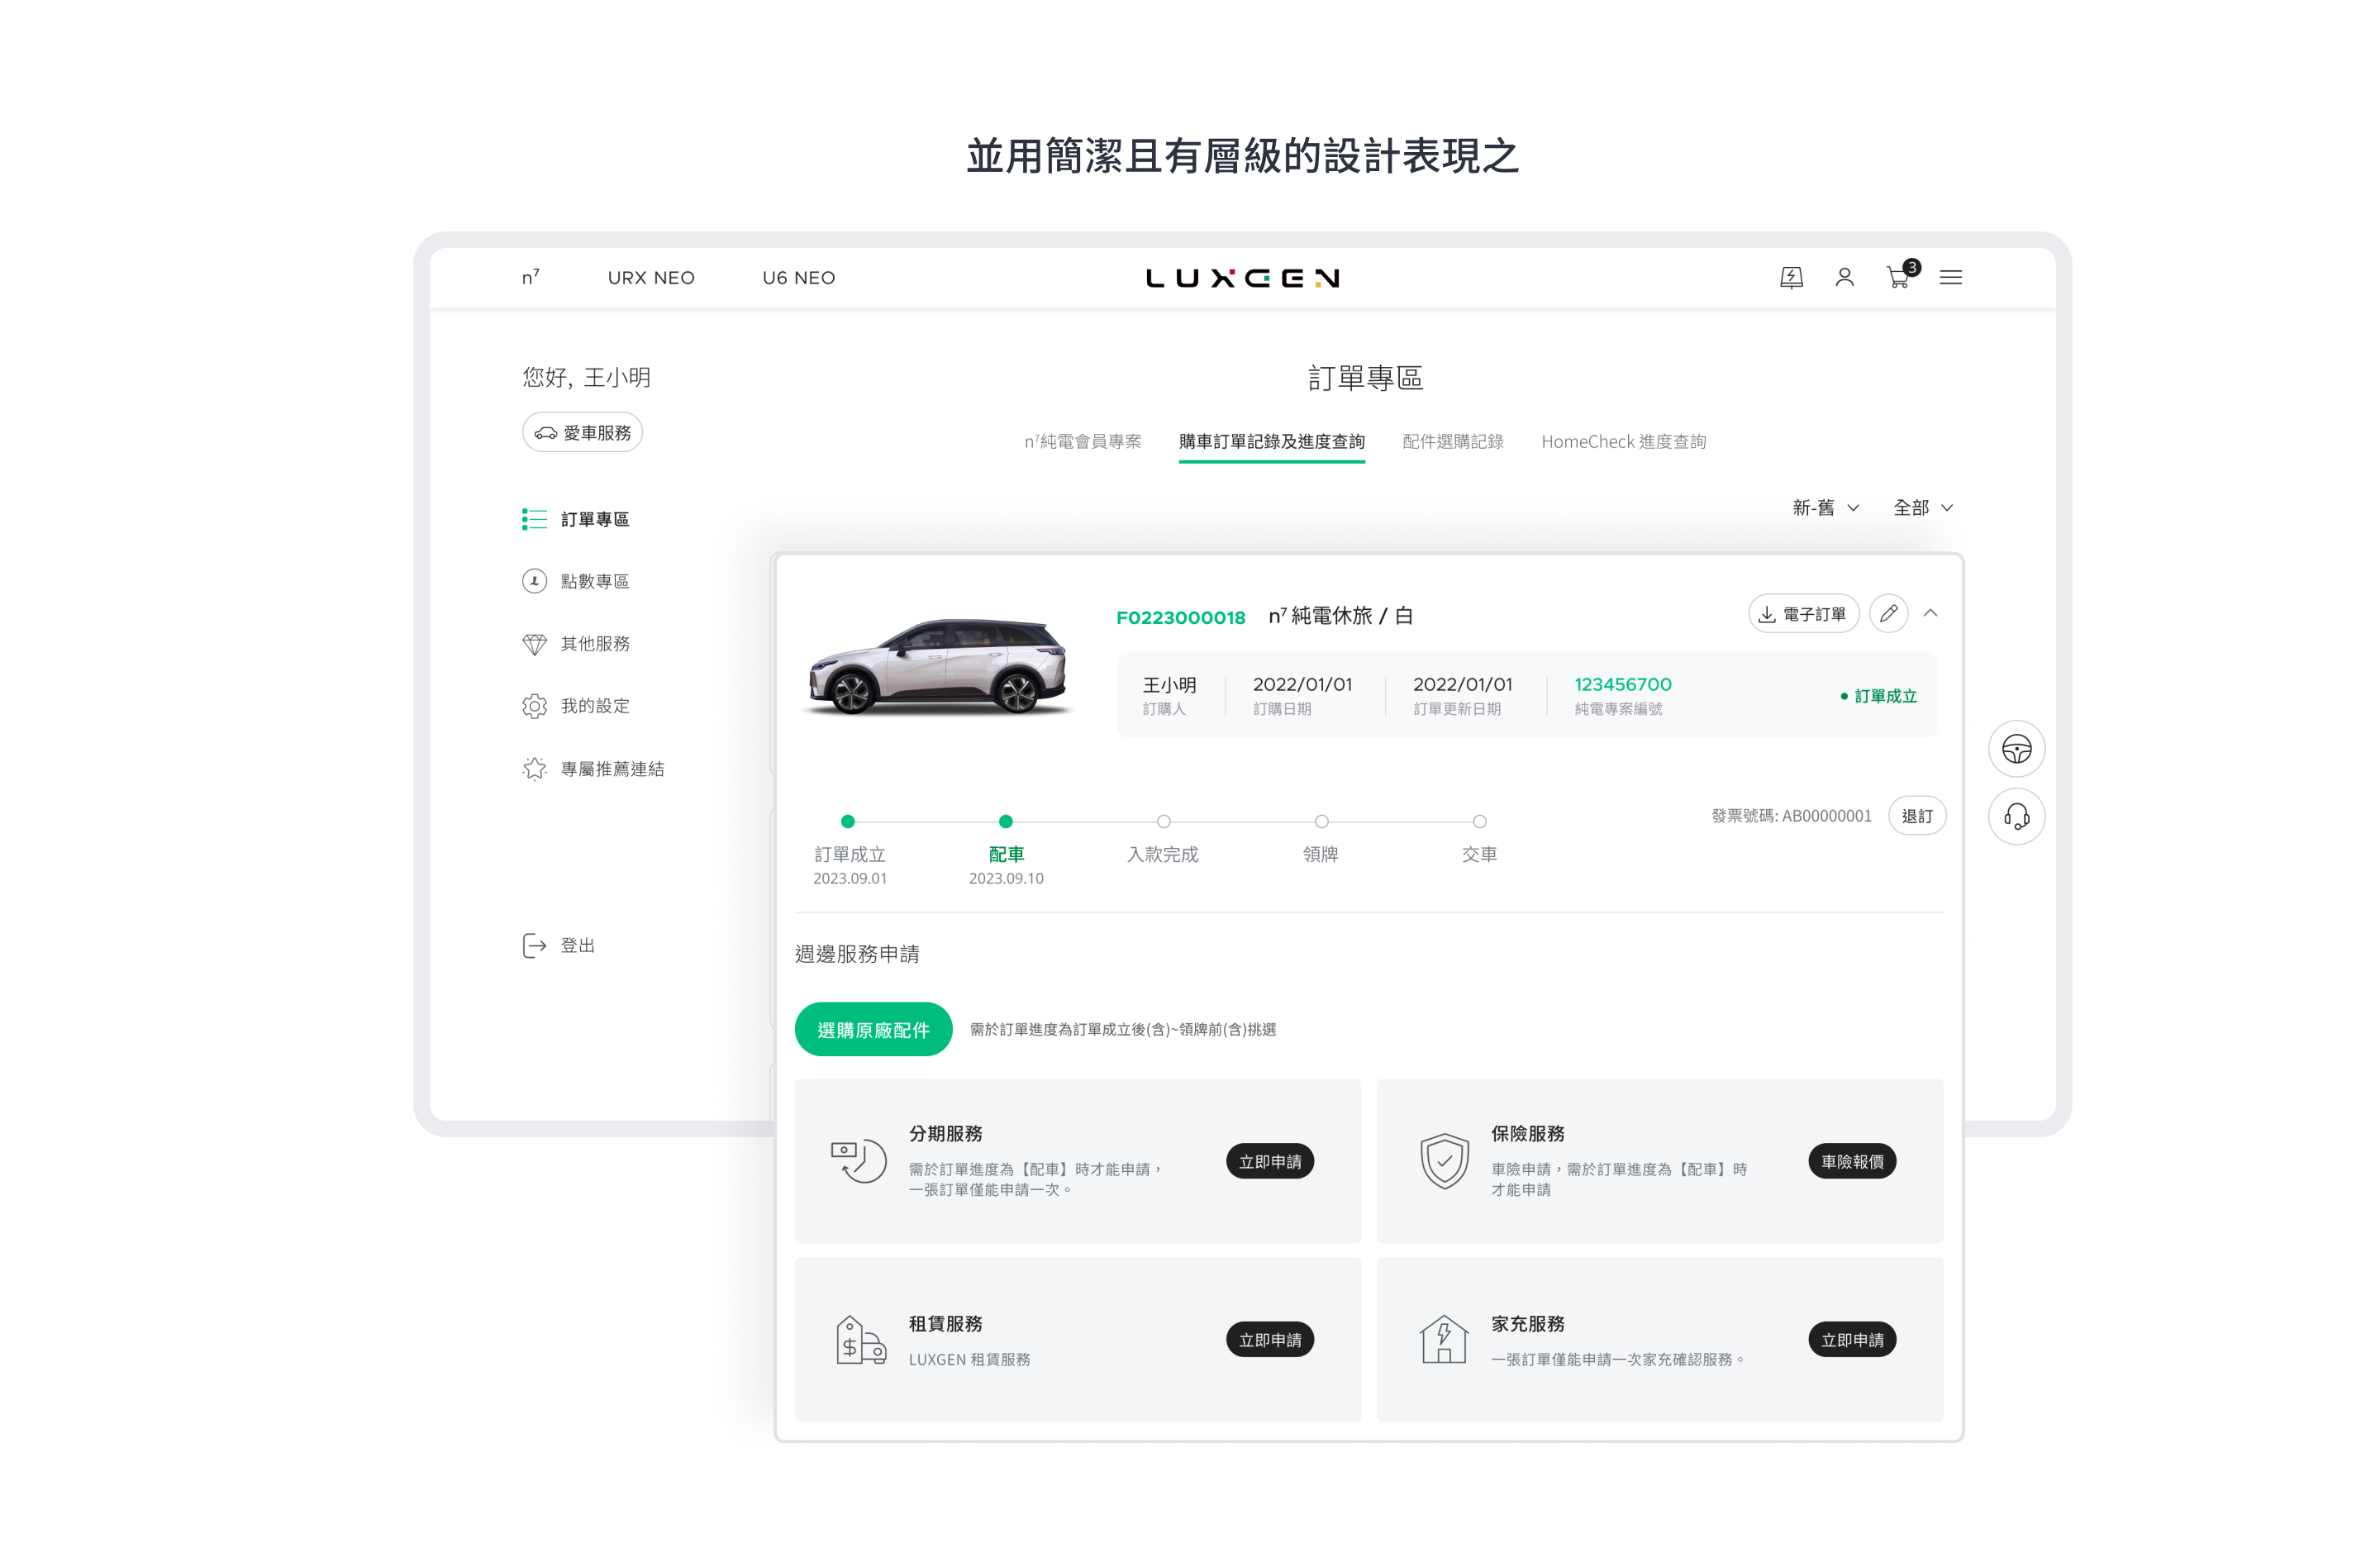 並用簡潔且有層級的設計表現之
n⁷
URX NEO
U6 NEO
LUXGEN
3
您好, 王小明
愛車服務
訂單專區
點數專區
其他服務
我的設定
專屬推薦連結
登出
訂單專區
n⁷純電會員專案
購車訂單記錄及進度查詢
配件選購記錄
HomeCheck 進度查詢
新-舊
全部
F0223000018
n⁷ 純電休旅 / 白
電子訂單
王小明
訂購人
2022/01/01
訂購日期
2022/01/01
訂單更新日期
123456700
純電專案編號
訂單成立
發票號碼: AB00000001
退訂
訂單成立
2023.09.01
配車
2023.09.10
入款完成
領牌
交車
週邊服務申請
選購原廠配件
需於訂單進度為訂單成立後(含)~領牌前(含)挑選
分期服務
需於訂單進度為【配車】時才能申請，
一張訂單僅能申請一次。
立即申請
保險服務
車險申請，需於訂單進度為【配車】時
才能申請
車險報價
租賃服務
LUXGEN 租賃服務
立即申請
家充服務
一張訂單僅能申請一次家充確認服務。
立即申請